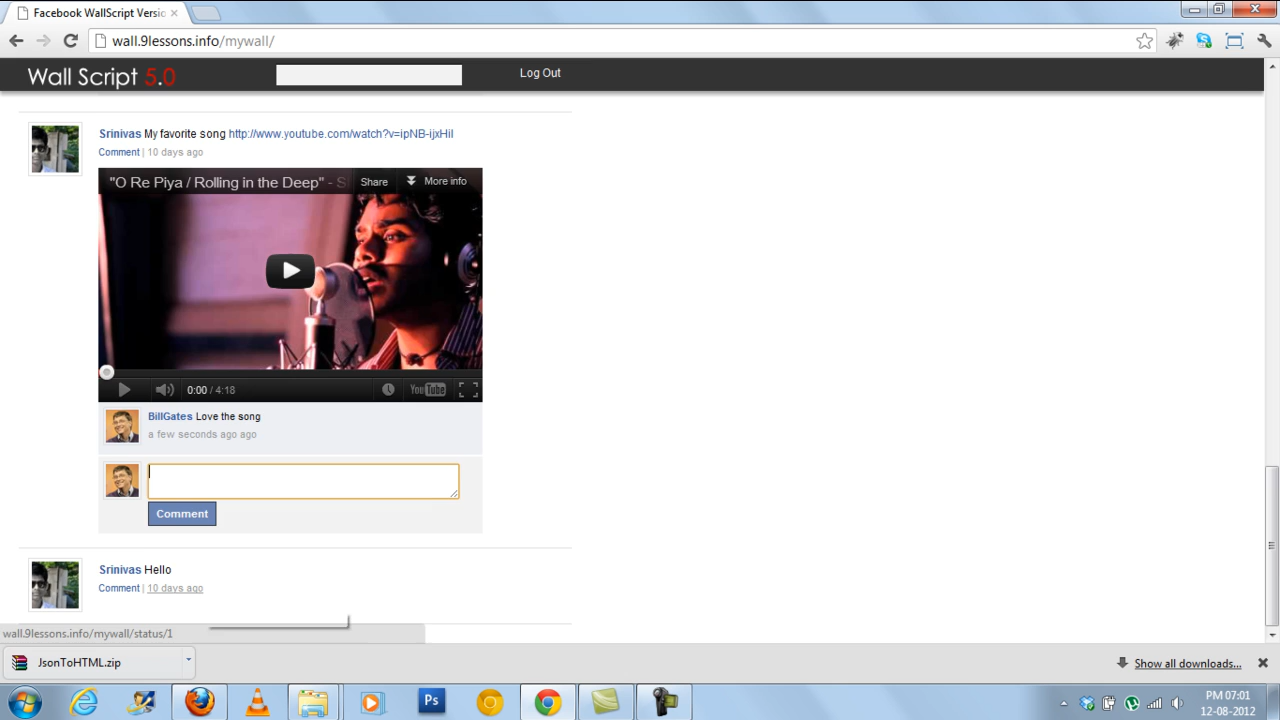 Facebook WallScript Versio
wall.9lessons.info/mywall/
Wall Script 5.0
Log Out
Srinivas My favorite song http://www.youtube.com/watch?v=ipNB-ijxHiI
Comment | 10 days ago
"O Re Piya / Rolling in the Deep" - S
Share
More info
0:00 / 4:18
YouTube
BillGates Love the song
a few seconds ago ago
Comment
Srinivas Hello
Comment | 10 days ago
wall.9lessons.info/mywall/status/1
JsonToHTML.zip
Show all downloads...
Ps
PM 07:01
12-08-2012